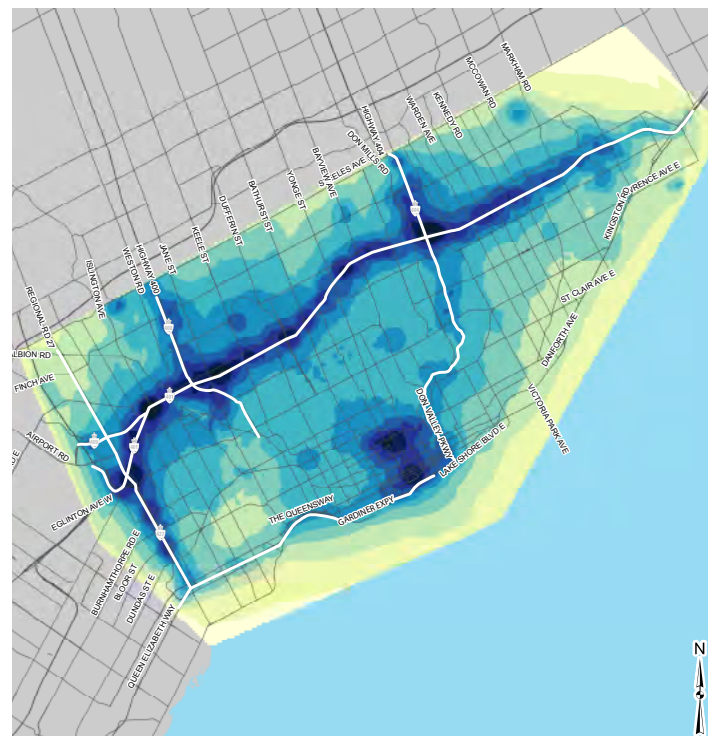 MARKHAM RD
MCCOWAN RD
KENNEDY RD
WARDEN AVE
HIGHWAY 404
DON MILLS RD
BAYVIEW AVE
YONGE ST
BATHURST ST
DUFFERIN ST
KEELE ST
JANE ST
HIGHWAY 400
WESTON RD
ISLINGTON AVE
REGIONAL RD 27
ALBION RD
FINCH AVE
AIRPORT RD
EGLINTON AVE W
BURNHAMTHORPE RD E
BLOOR ST
DUNDAS ST E
QUEEN ELIZABETH WAY
THE QUEENSWAY
GARDINER EXPY
LAKE SHORE BLVD E
DON VALLEY PKWY
VICTORIA PARK AVE
DANFORTH AVE
ST CLAIR AVE E
KINGSTON RD
WRENCE AVE E
ELES AVE
N